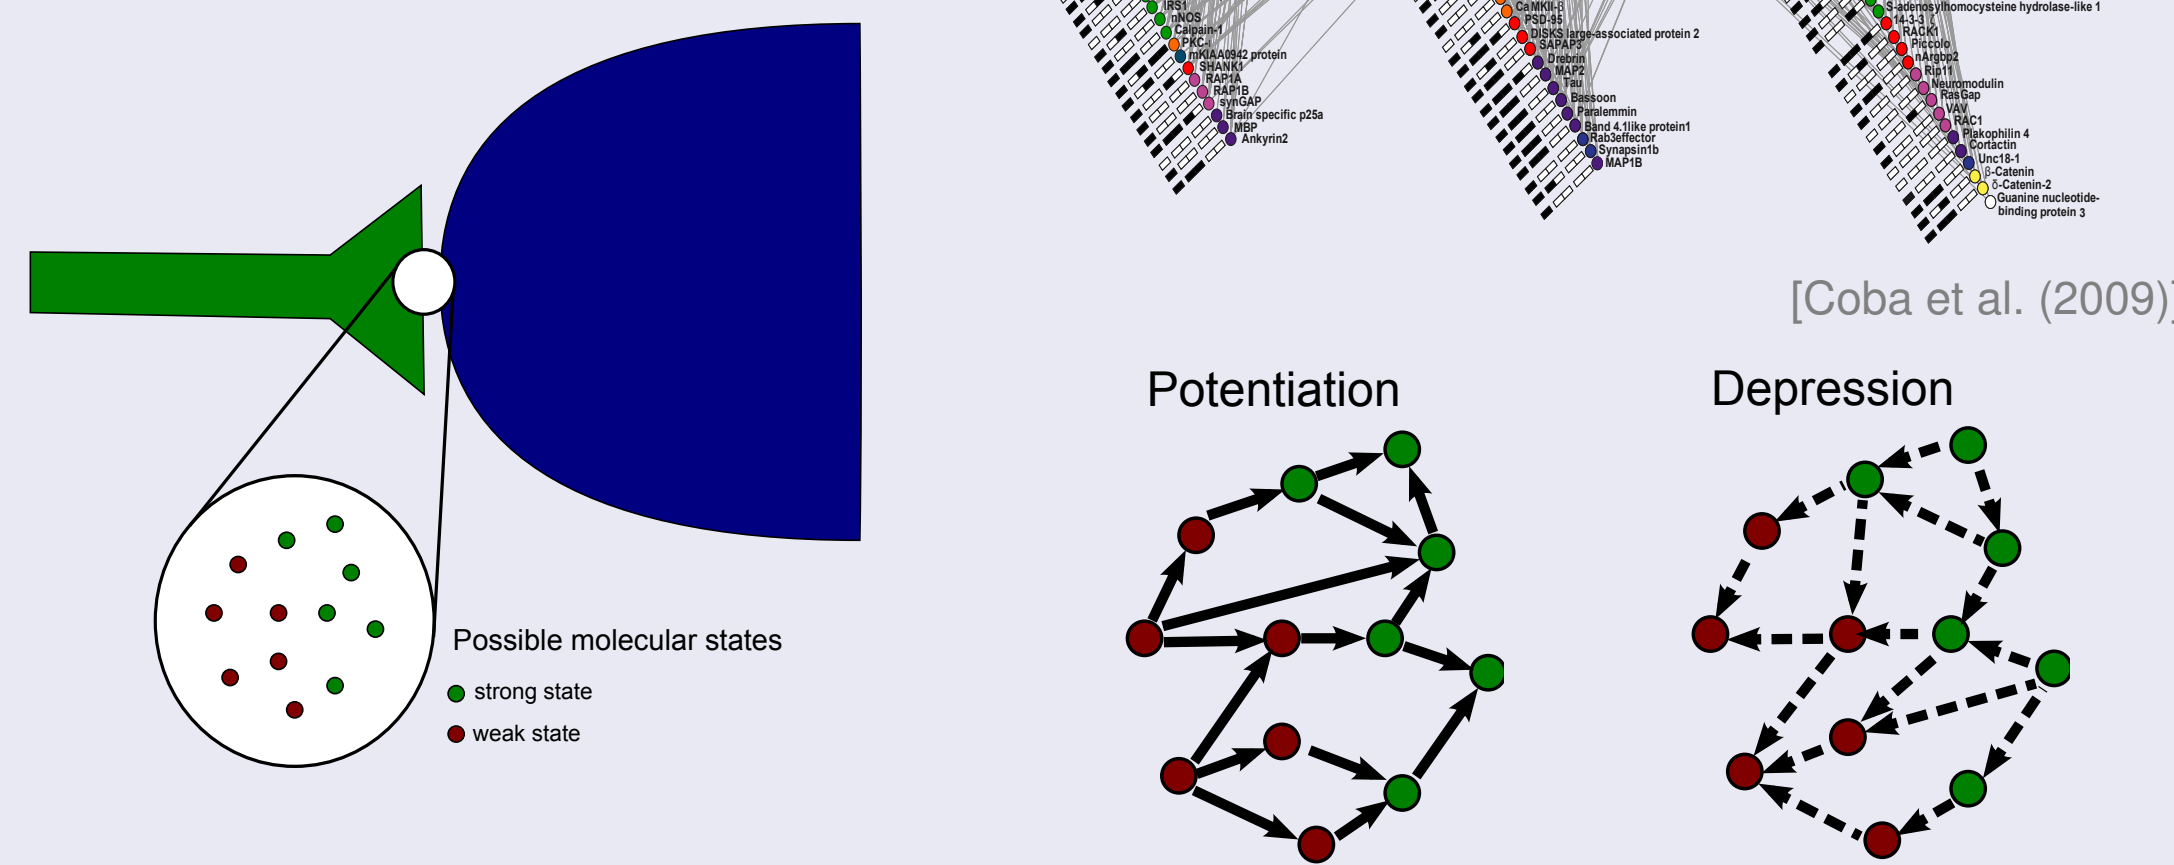 IRS1
nNOS
Calpain-1
PKC-
mKIAA0942 protein
SHANK1
RAP1A
RAP1B
synGAP
Brain specific p25a
MBP
Ankyrin2
CaMKII-β
PSD-95
DISKS large-associated protein 2
SAPAP3
Drebrin
MAP2
Tau
Bassoon
Paralemmin
Band 4.1like protein1
Rab3effector
Synapsin1b
MAP1B
S-adenosylhomocysteine hydrolase-like 1
14-3-3 ζ
RACK1
Piccolo
nArgbp2
Rip11
Neuromodulin
RasGap
VAV
RAC1
Plakophilin 4
Cortactin
Unc18-1
β-Catenin
δ-Catenin-2
Guanine nucleotide-
binding protein 3
[Coba et al. (2009)]
Potentiation
Depression
Possible molecular states
strong state
weak state